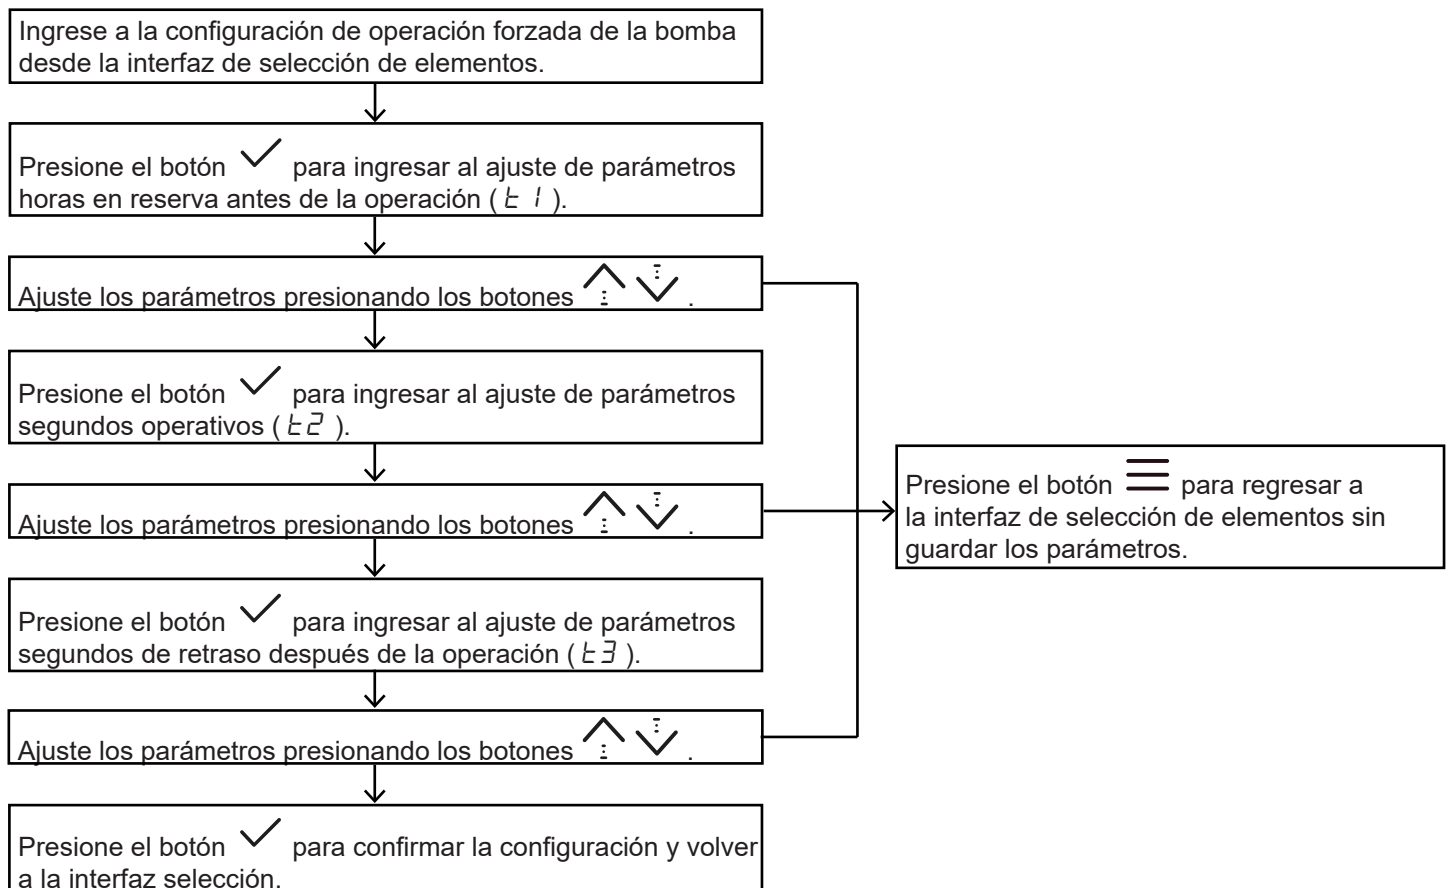 Ingrese a la configuración de operación forzada de la bomba
desde la interfaz de selección de elementos.
Presione el botón para ingresar al ajuste de parámetros
horas en reserva antes de la operación ( t1 ).
Ajuste los parámetros presionando los botones .
Presione el botón para ingresar al ajuste de parámetros
segundos operativos ( t2 ).
Ajuste los parámetros presionando los botones .
Presione el botón para ingresar al ajuste de parámetros
segundos de retraso después de la operación ( t3 ).
Ajuste los parámetros presionando los botones .
Presione el botón para confirmar la configuración y volver
a la interfaz selección.
Presione el botón para regresar a
la interfaz de selección de elementos sin
guardar los parámetros.